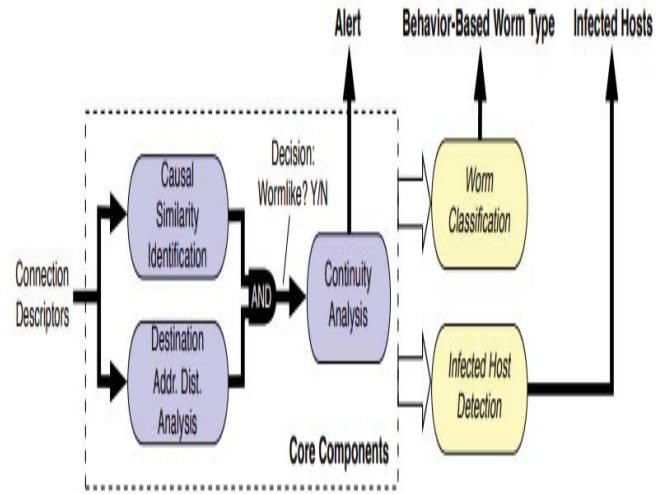 Alert
Behavior-Based Worm Type
Infected Hosts
Connection
Descriptors
Causal
Similarity
Identification
Destination
Addr. Dist.
Analysis
AND
Decision:
Wormlike? Y/N
Continuity
Analysis
Core Components
Worm
Classification
Infected Host
Detection